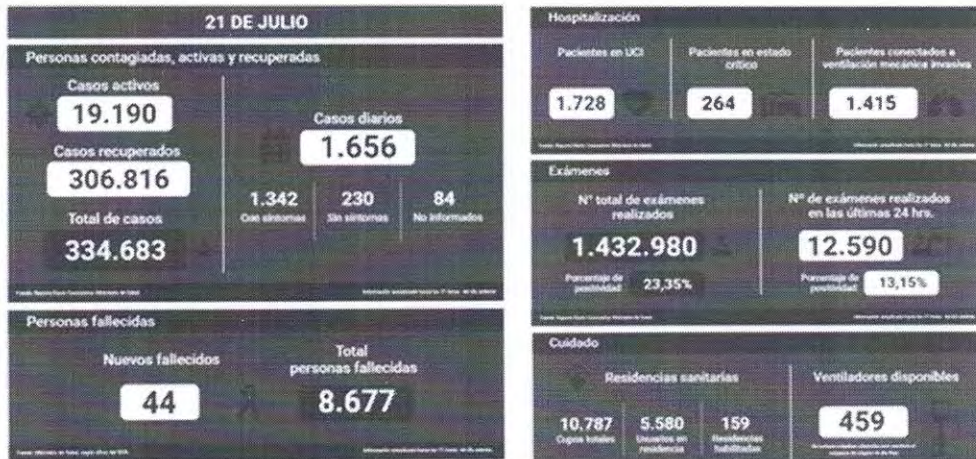 21 DE JULIO
Personas contagiadas, activas y recuperadas
Casos activos
19.190
Casos recuperados
306.816
Total de casos
334.683
Casos diarios
1.656
1.342
Con síntomas
230
Sin síntomas
84
No informados
Personas fallecidas
Nuevos fallecidos
44
Total
personas fallecidas
8.677
Hospitalización
Pacientes en UCI
1.728
Pacientes en estado
crítico
264
Pacientes conectados a
ventilación mecánica invasiva
1.415
Exámenes
N° total de exámenes
realizados
1.432.980
Porcentaje de
positividad
23,35%
N° de exámenes realizados
en las últimas 24 hrs.
12.590
Porcentaje de
positividad
13,15%
Cuidado
Residencias sanitarias
10.787
Cupos totales
5.580
Usuarios en
residencia
159
Residencias
habilitadas
Ventiladores disponibles
459